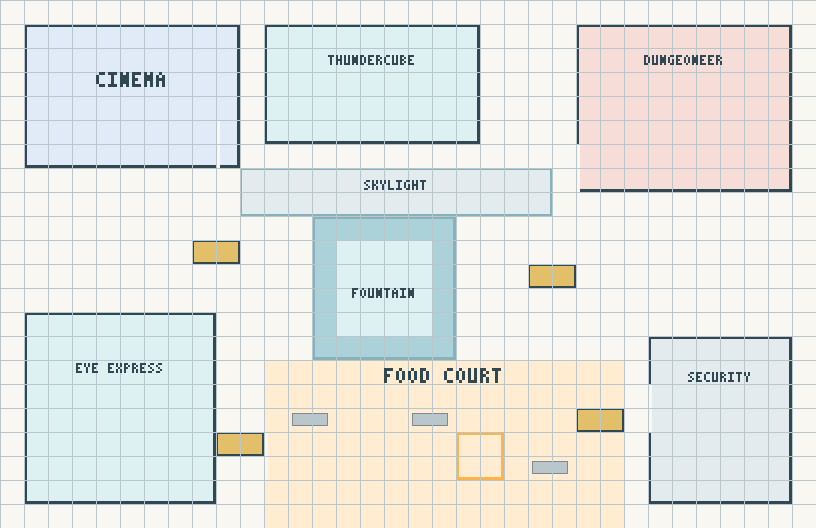 CINEMA
THUNDERCUBE
DUNGEONEER
SKYLIGHT
FOUNTAIN
EYE EXPRESS
FOOD COURT
SECURITY